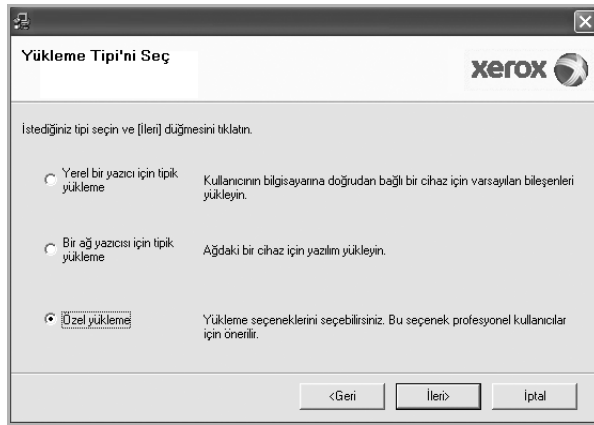 Yükleme Tipi'ni Seç
xerox
İstediğiniz tipi seçin ve [İleri] düğmesini tıklatın.
Yerel bir yazıcı için tipik
yükleme
Kullanıcının bilgisayarına doğrudan bağlı bir cihaz için varsayılan bileşenleri
yükleyin.
Bir ağ yazıcısı için tipik
yükleme
Ağdaki bir cihaz için yazılım yükleyin.
Özel yükleme
Yükleme seçeneklerini seçebilirsiniz. Bu seçenek profesyonel kullanıcılar
için önerilir.
<Geri
İleri>
İptal